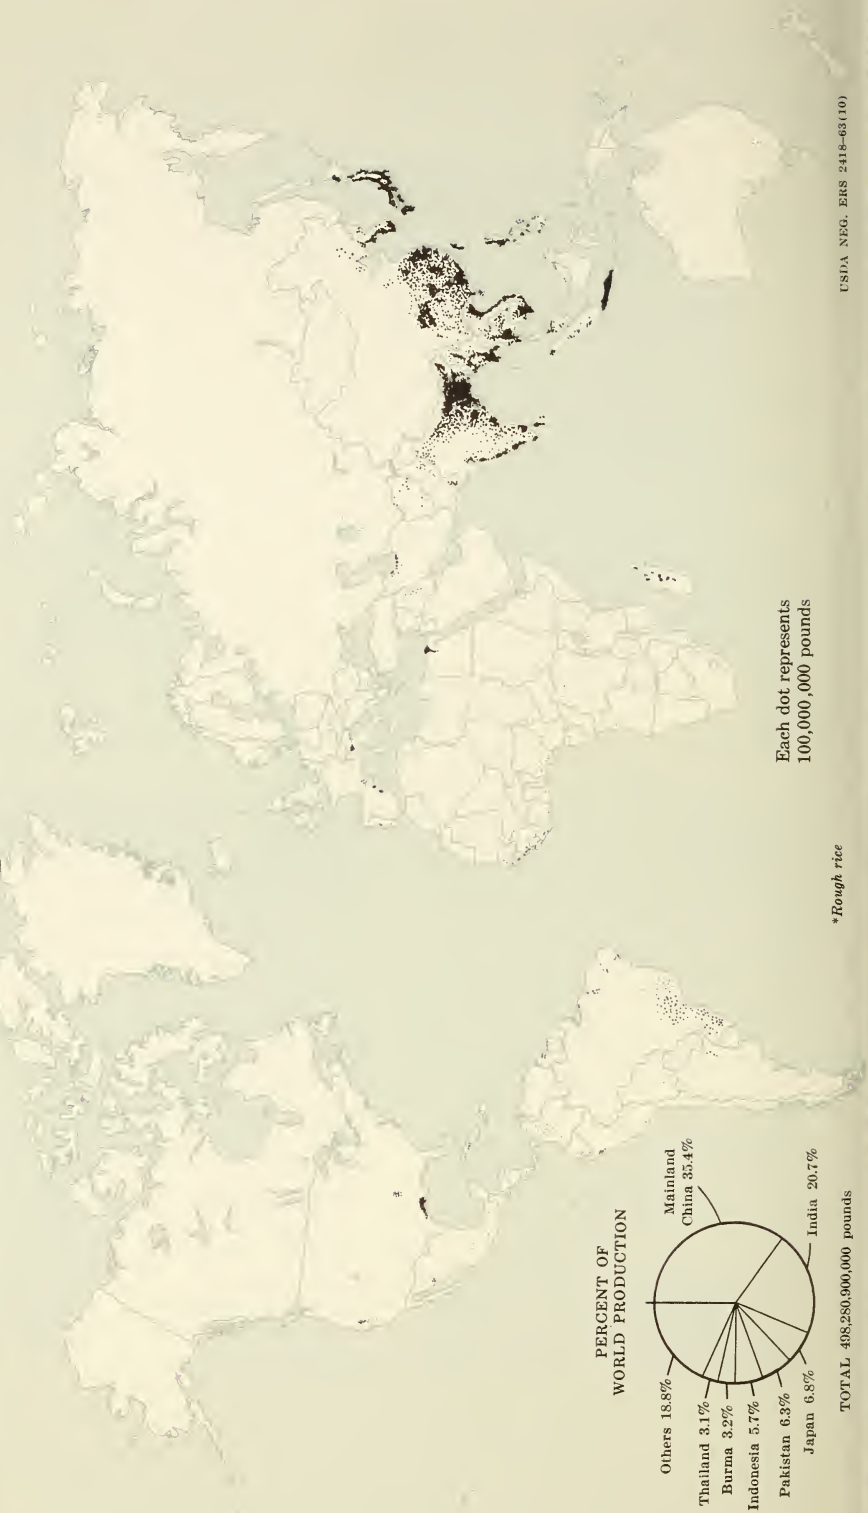 PERCENT OF
WORLD PRODUCTION
Mainland
China 35.4%
India 20.7%
Japan 6.8%
Pakistan 6.3%
Indonesia 5.7%
Burma 3.2%
Thailand 3.1%
Others 18.8%
TOTAL 498,280,900,000 pounds
Each dot represents
100,000,000 pounds
*Rough rice
USDA NEG. ERS 2418-63(10)